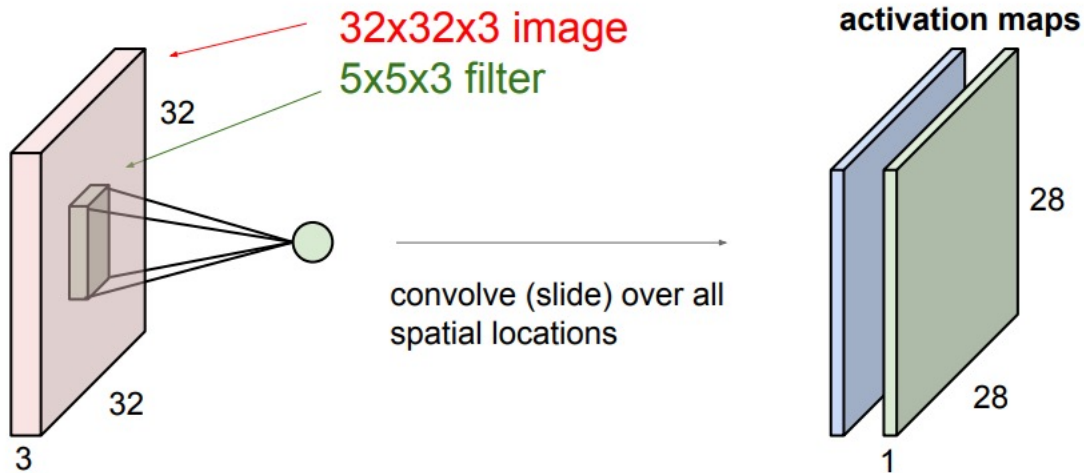 activation maps
32x32x3 image
5x5x3 filter
32
28
convolve (slide) over all
spatial locations
32
28
3
1